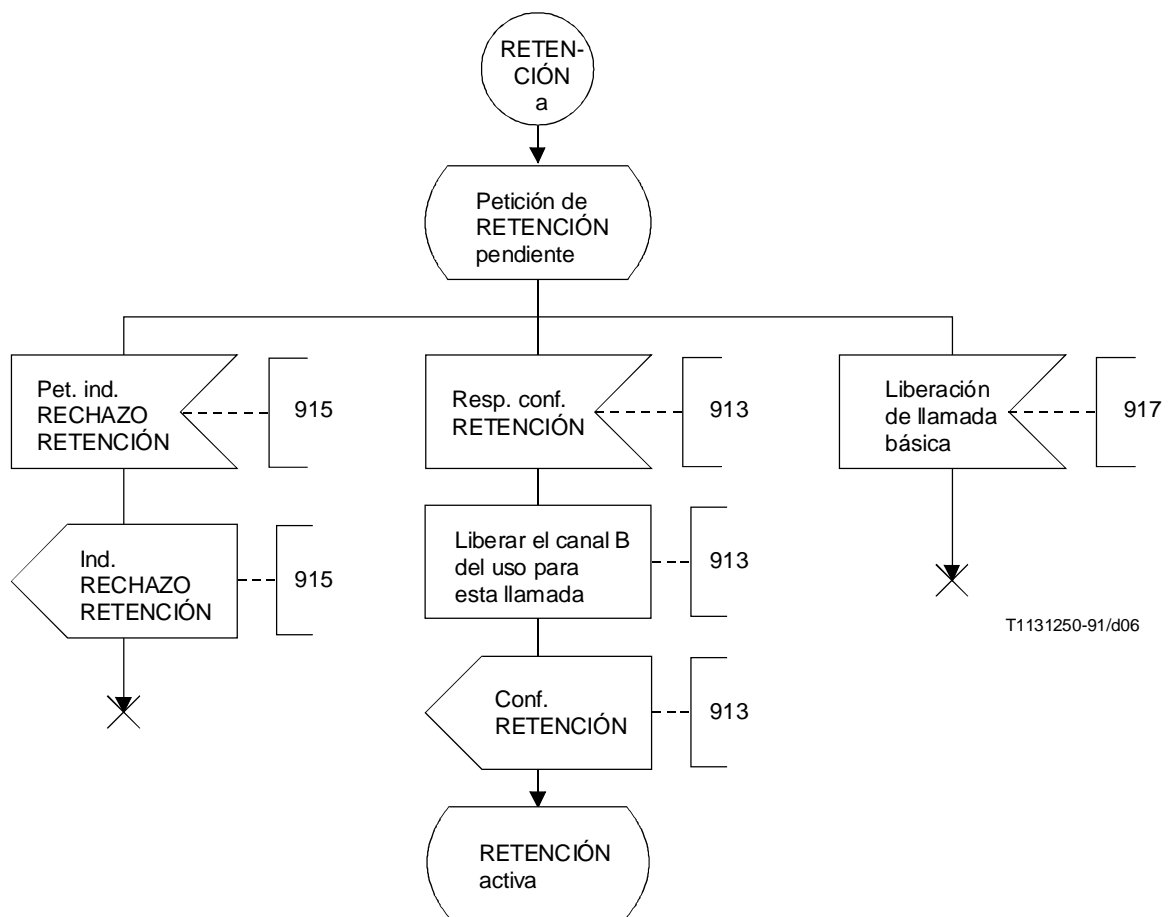 RETEN-
CIÓN
a
Petición de
RETENCIÓN
pendiente
Pet. ind.
RECHAZO
RETENCIÓN
915
Resp. conf.
RETENCIÓN
913
Liberación
de llamada
básica
917
Ind.
RECHAZO
RETENCIÓN
915
Liberar el canal B
del uso para
esta llamada
913
T1131250-91/d06
Conf.
RETENCIÓN
913
RETENCIÓN
activa